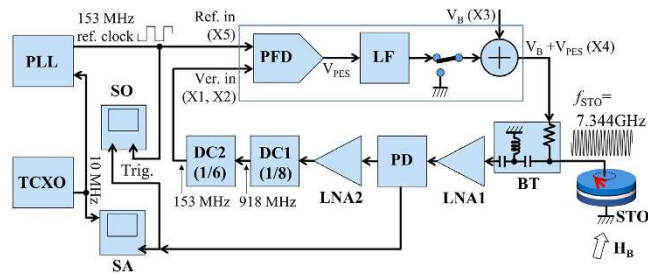 153 MHz
ref. clock
Ref. in
(X5)
V_B (X3)
PLL
PFD
V_PES
LF
V_B +V_PES (X4)
Ver. in
(X1, X2)
SO
f_STO=
7.344GHz
TCXO
10 MHz
Trig.
DC2
(1/6)
DC1
(1/8)
LNA2
PD
LNA1
BT
153 MHz
918 MHz
SA
STO
H_B